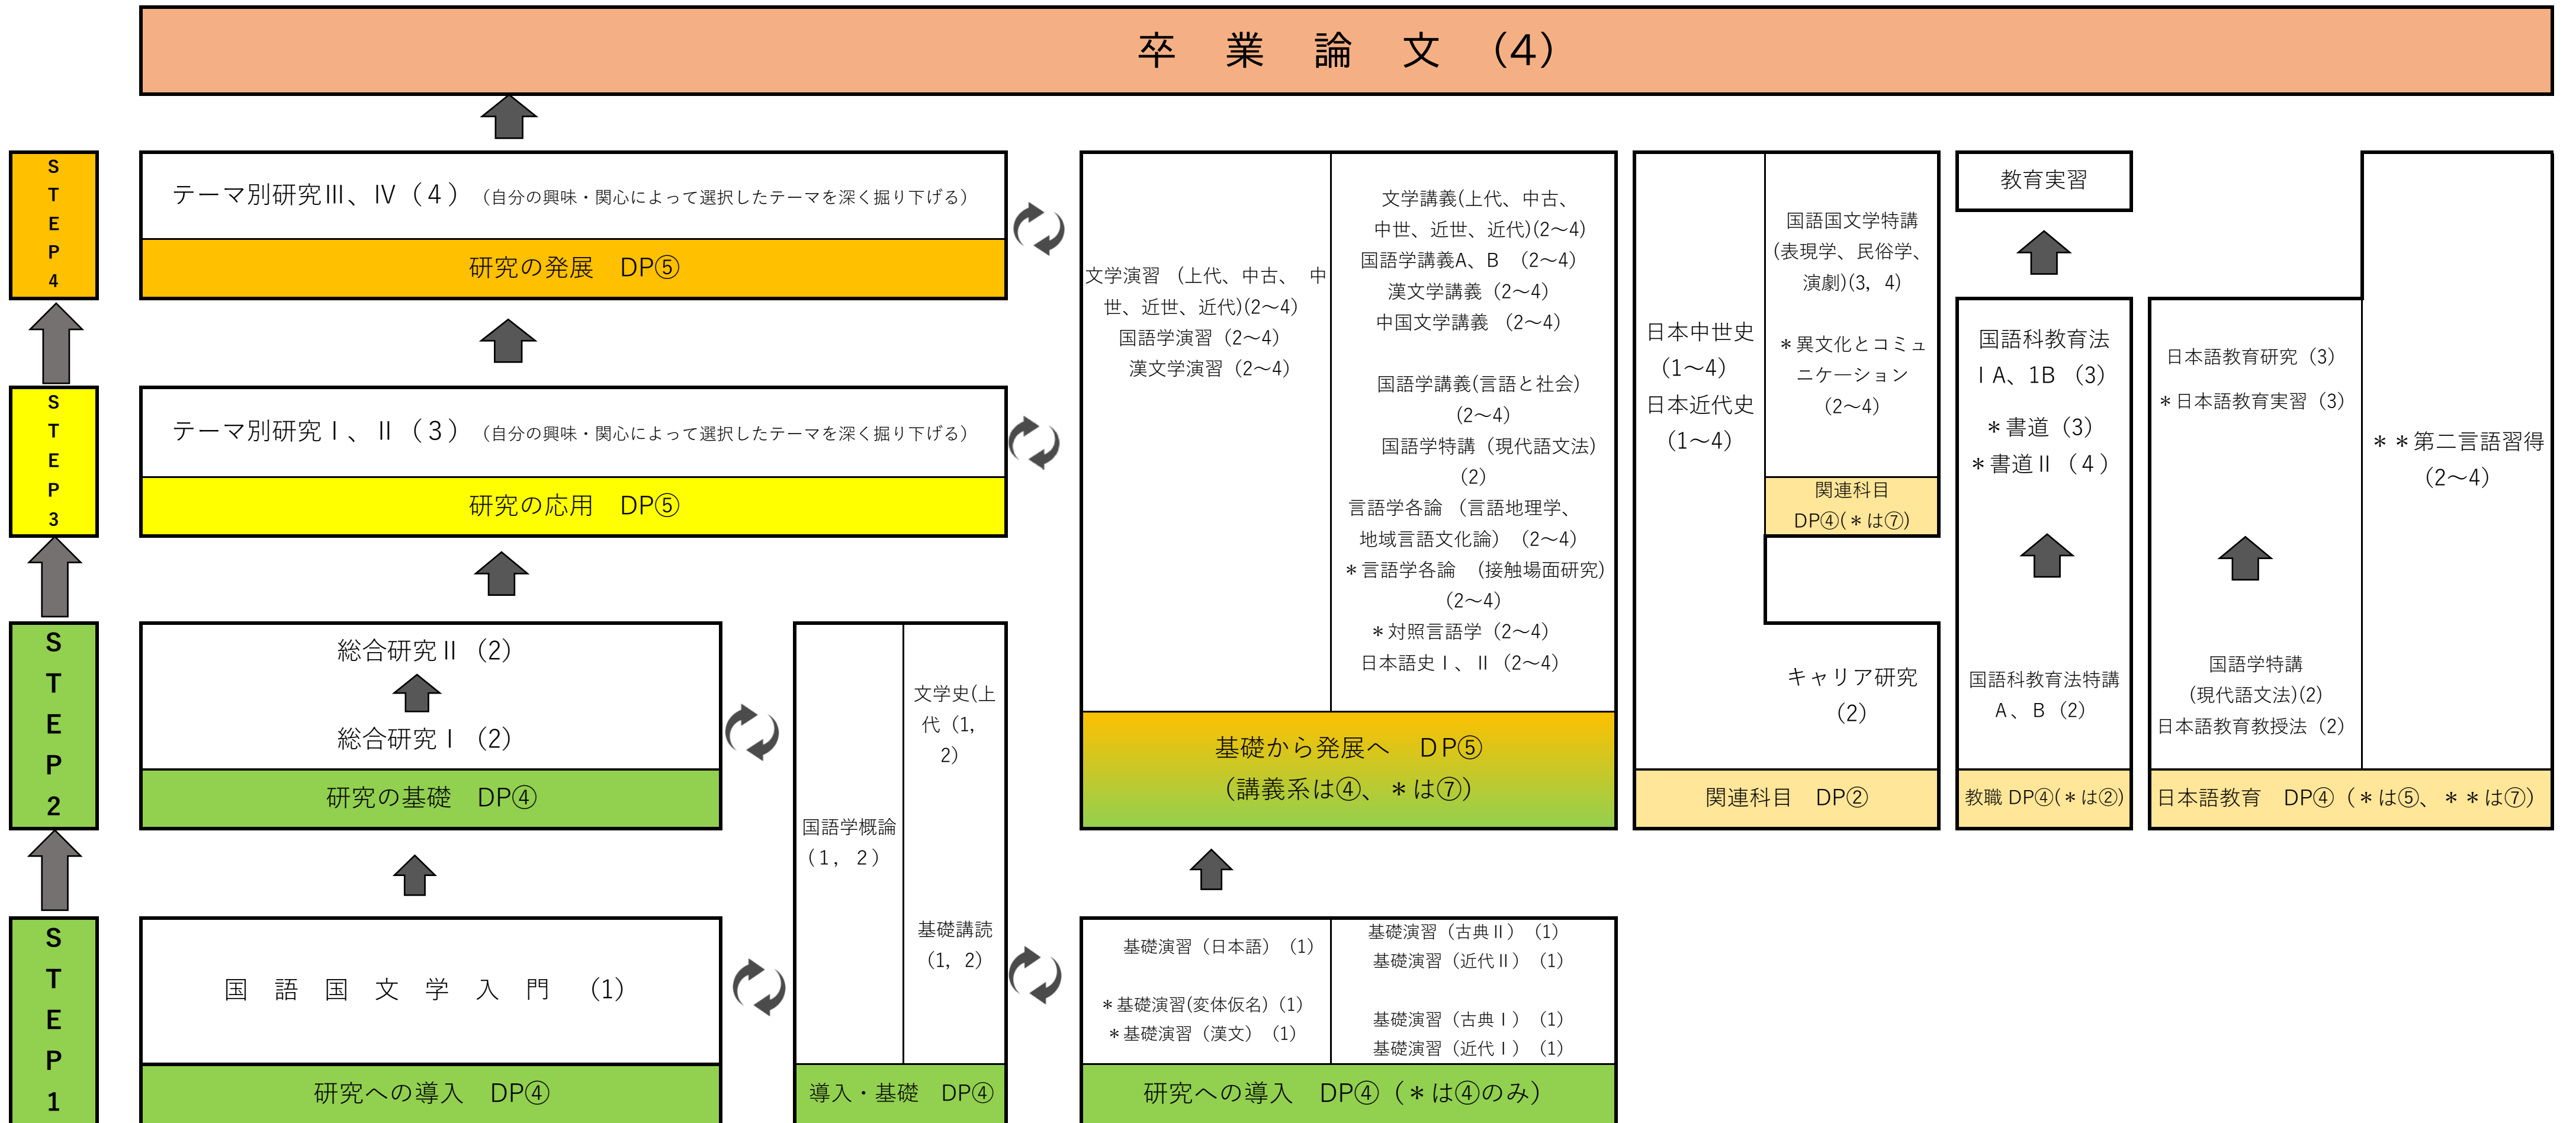 卒 業 論 文 （4）
STEP4
テーマ別研究Ⅲ、Ⅳ（４）（自分の興味・関心によって選択したテーマを深く掘り下げる）
研究の発展　DP⑤
STEP3
テーマ別研究Ⅰ、Ⅱ（３）（自分の興味・関心によって選択したテーマを深く掘り下げる）
研究の応用　DP⑤
STEP2
総合研究Ⅱ（2）
総合研究Ⅰ（2）
研究の基礎　DP④
STEP1
国 語 国 文 学 入 門 （1）
研究への導入　DP④
国語学概論
（１，２）
文学史(上
代（1，
2）
基礎講読
（1，2）
導入・基礎　DP④
文学演習 （上代、中古、 中
世、近世、近代)(2～4）
国語学演習（2～4）
漢文学演習（2～4）
文学講義(上代、中古、
中世、近世、近代)(2～4）
国語学講義A、B （2～4）
漢文学講義（2～4）
中国文学講義 （2～4）
国語学講義(言語と社会)
（2～4）
国語学特講（現代語文法）
（2）
言語学各論 （言語地理学、
地域言語文化論）（2～4）
＊言語学各論 （接触場面研究）
（2～4）
＊対照言語学（2～4）
日本語史Ⅰ、Ⅱ（2～4）
基礎から発展へ　ＤP⑤
（講義系は④、＊は⑦）
基礎演習（日本語）（1）
＊基礎演習(変体仮名)（1）
＊基礎演習（漢文）（1）
基礎演習（古典Ⅱ）（1）
基礎演習（近代Ⅱ）（1）
基礎演習（古典Ⅰ）（1）
基礎演習（近代Ⅰ）（1）
研究への導入　DP④（＊は④のみ）
日本中世史
（1～4）
日本近代史
（1～4）
国語国文学特講
(表現学、民俗学、
演劇)(3，4）
＊異文化とコミュ
ニケーション
（2～4）
関連科目
DP④(＊は⑦)
キャリア研究
（2）
関連科目　DP②
教育実習
国語科教育法
ⅠA、1B （3）
＊書道（3）
＊書道Ⅱ（４）
国語科教育法特講
Ａ、Ｂ（2）
教職 DP④(＊は②)
日本語教育研究（3）
＊日本語教育実習（3）
国語学特講
(現代語文法)(2）
日本語教育教授法（2）
＊＊第二言語習得
（2～4）
日本語教育　DP④（＊は⑤、＊＊は⑦）